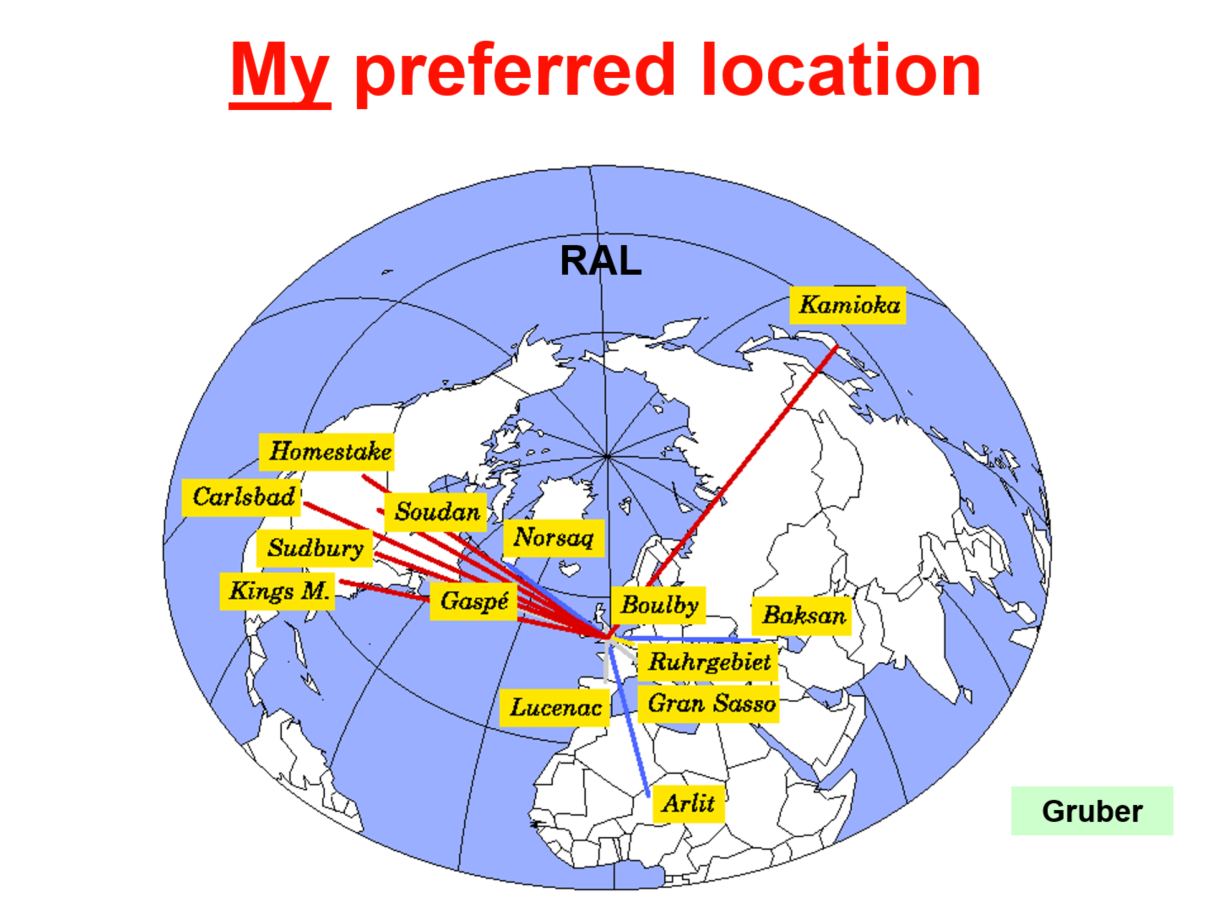 My preferred location
RAL
Kamioka
Homestake
Carlsbad
Soudan
Norsaq
Sudbury
Kings M.
Gaspé
Boulby
Baksan
Ruhrgebiet
Lucenac
Gran Sasso
Arlit
Gruber